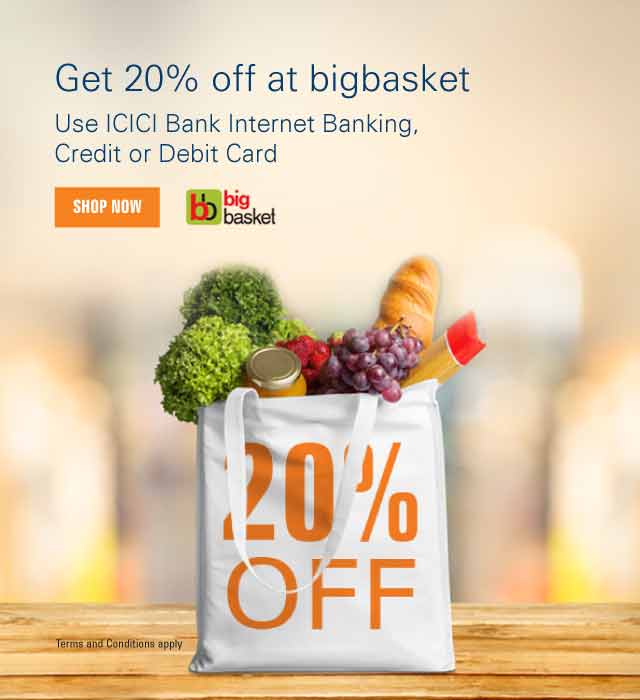 Get 20% off at bigbasket
Use ICICI Bank Internet Banking,
Credit or Debit Card
SHOP NOW
bb big
basket
20%
OFF
Terms and Conditions apply